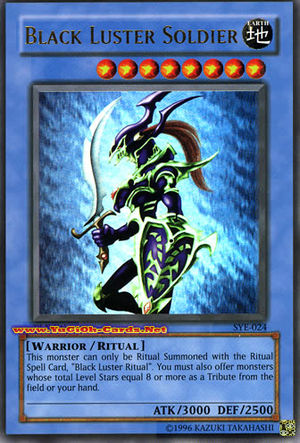 BLACK LUSTER SOLDIER
EARTH
地
www.YuGiOh-Cards.Net
SYE-024
[WARRIOR / RITUAL]
This monster can only be Ritual Summoned with the Ritual
Spell Card, "Black Luster Ritual". You must also offer monsters
whose total Level Stars equal 8 or more as a Tribute from the
field or your hand.
ATK/3000 DEF/2500
©1996 KAZUKI TAKAHASHI